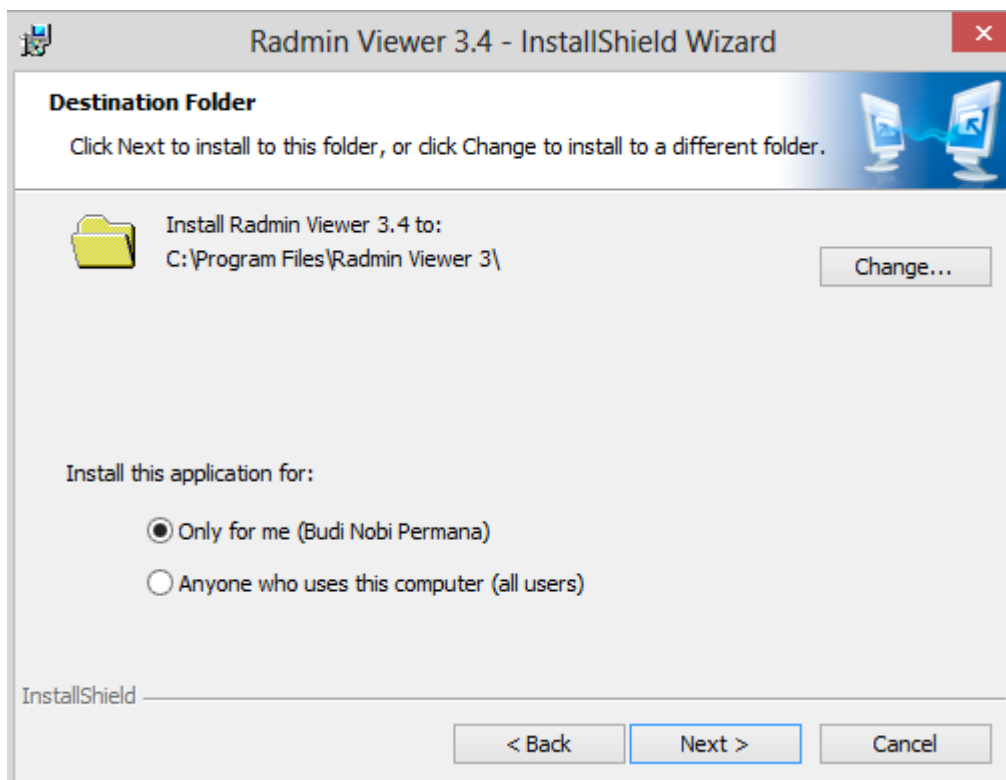 Radmin Viewer 3.4 - InstallShield Wizard
Destination Folder
Click Next to install to this folder, or click Change to install to a different folder.
Install Radmin Viewer 3.4 to:
C:\Program Files\Radmin Viewer 3\
Change...
Install this application for:
Only for me (Budi Nobi Permana)
Anyone who uses this computer (all users)
InstallShield
< Back
Next >
Cancel